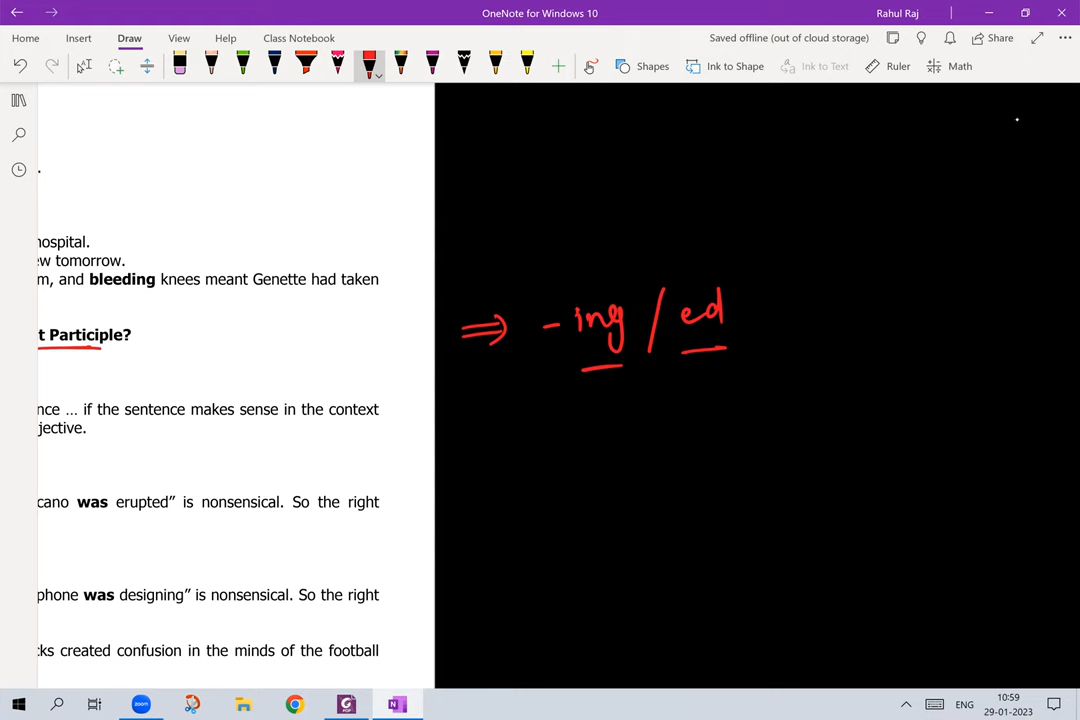 OneNote for Windows 10
Rahul Raj
Home Insert Draw View Help Class Notebook
Saved offline (out of cloud storage) Share
Shapes Ink to Shape Ink to Text Ruler Math
hospital.
ew tomorrow.
m, and bleeding knees meant Genette had taken
t Participle?
⇒ - ing / ed
nce … if the sentence makes sense in the context
jective.
cano was erupted” is nonsensical. So the right
phone was designing” is nonsensical. So the right
cks created confusion in the minds of the football
zoom
ENG
10:59
29-01-2023